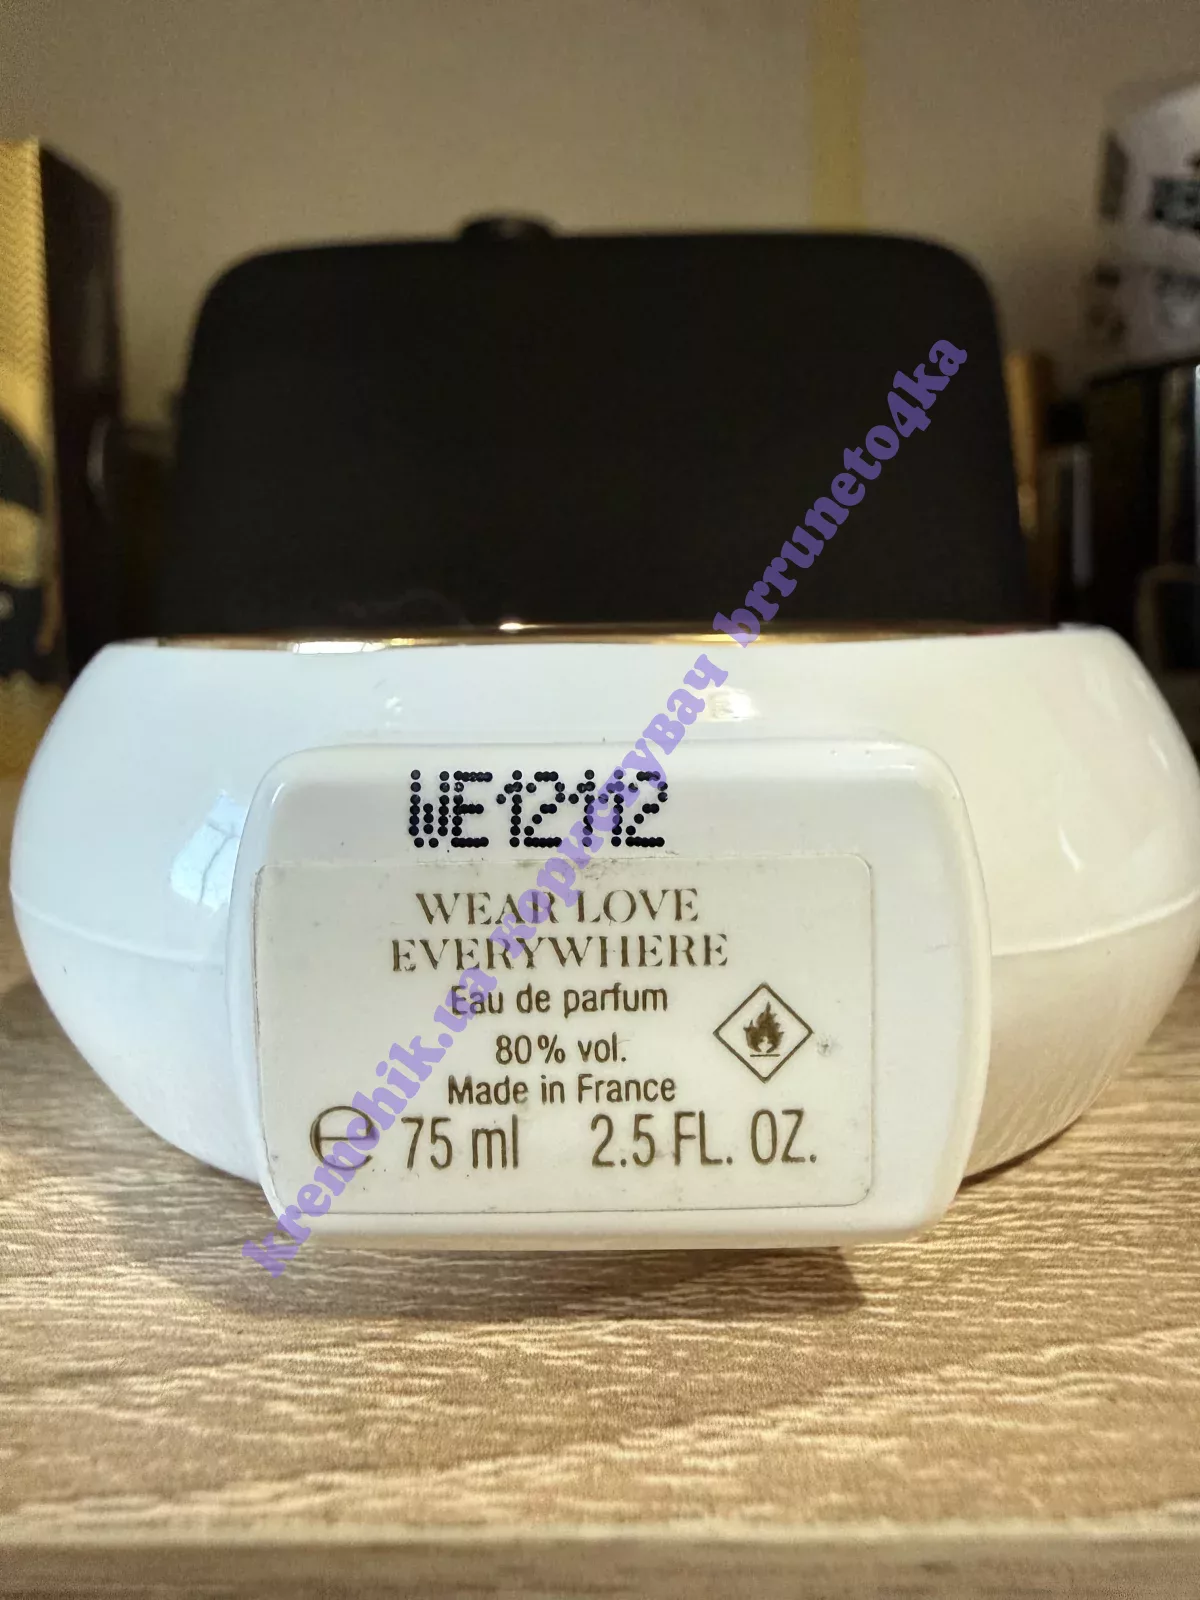 WE12112
WEAR LOVE
EVERYWHERE
Eau de parfum
80% vol.
Made in France
℮ 75 ml 2.5 FL. OZ.
kremchik.ua користувач brruneto4ka